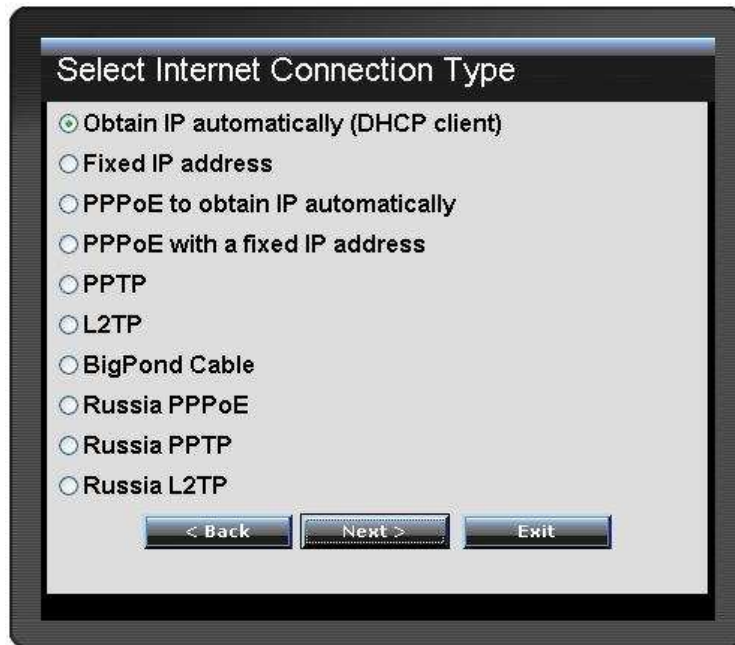 Select Internet Connection Type
Obtain IP automatically (DHCP client)
Fixed IP address
PPPoE to obtain IP automatically
PPPoE with a fixed IP address
PPTP
L2TP
BigPond Cable
Russia PPPoE
Russia PPTP
Russia L2TP
< Back Next > Exit